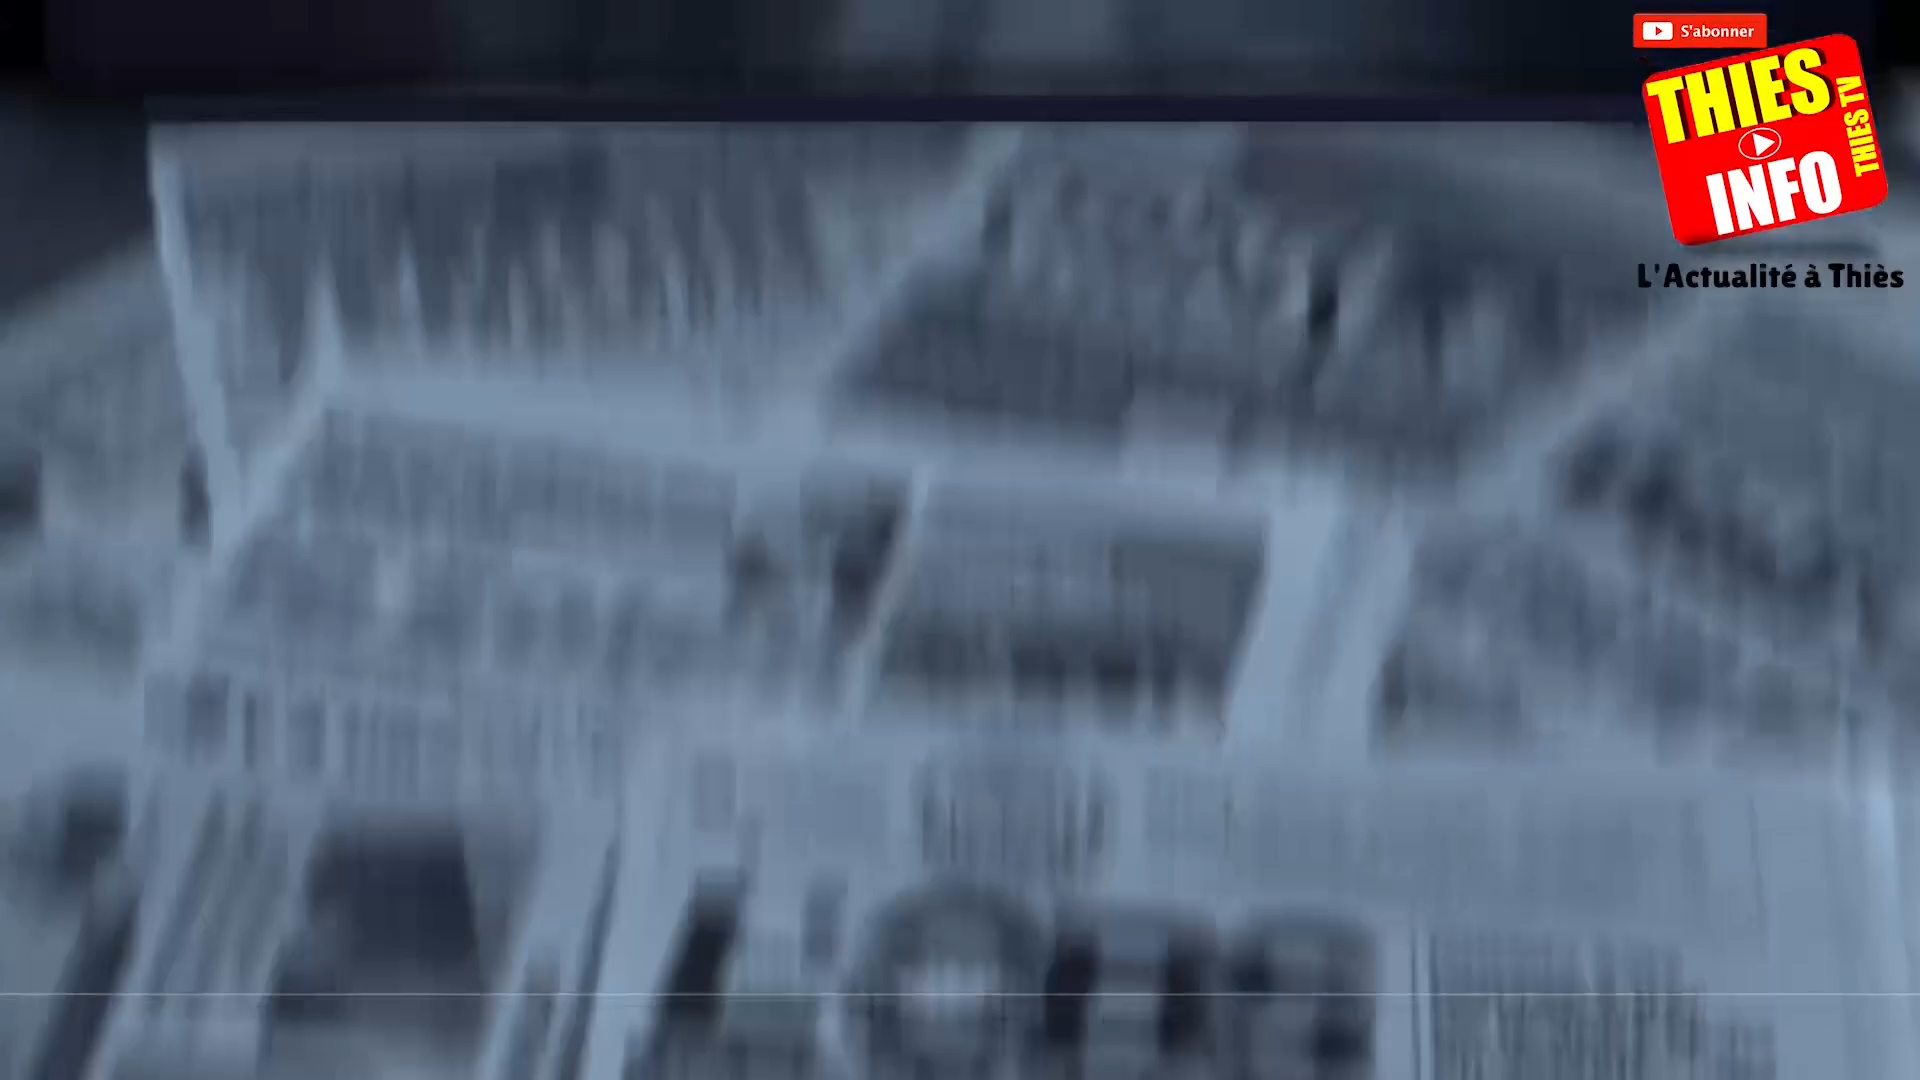 S'abonner
THIES
INFO
THIES TV
L'Actualité à Thiès